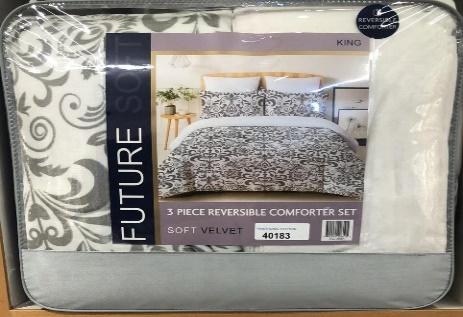 REVERSIBLE
COMFORTER
KING
FUTURE SOFT
3 PIECE REVERSIBLE COMFORTER SET
SOFT VELVET
40183